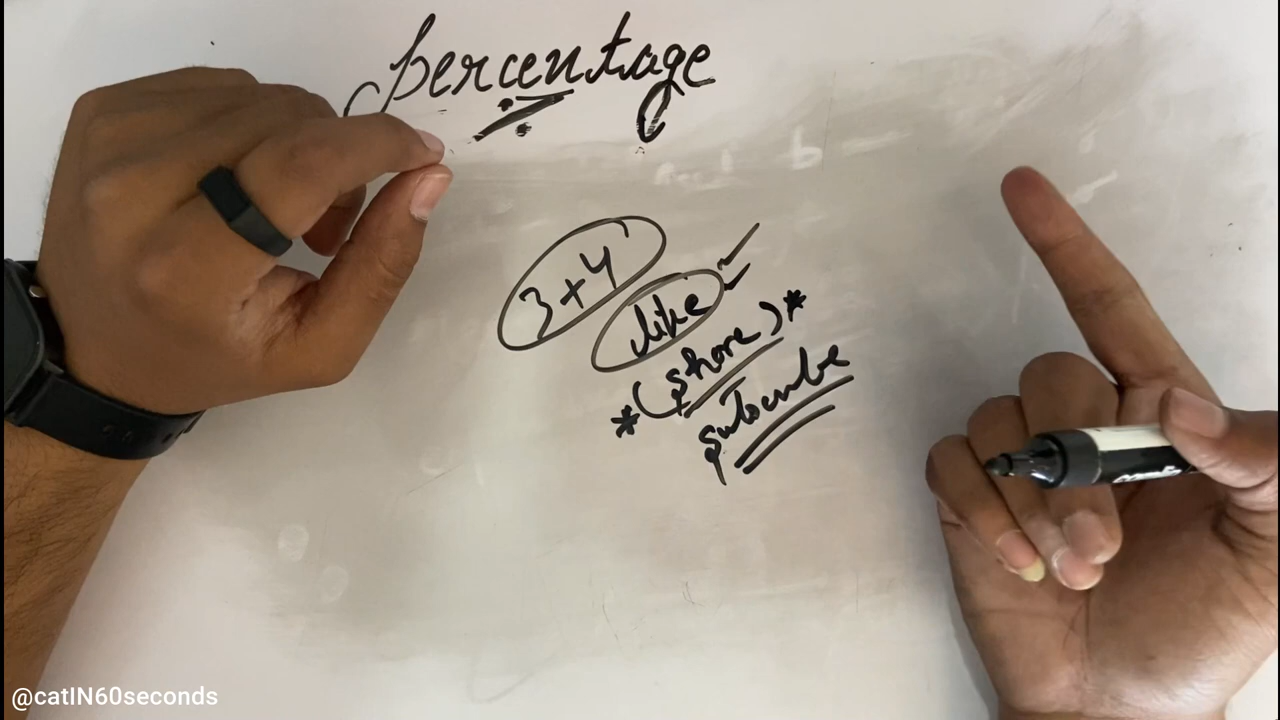 percentage
3+4
like
*(share)*
subscribe
@catIN60seconds